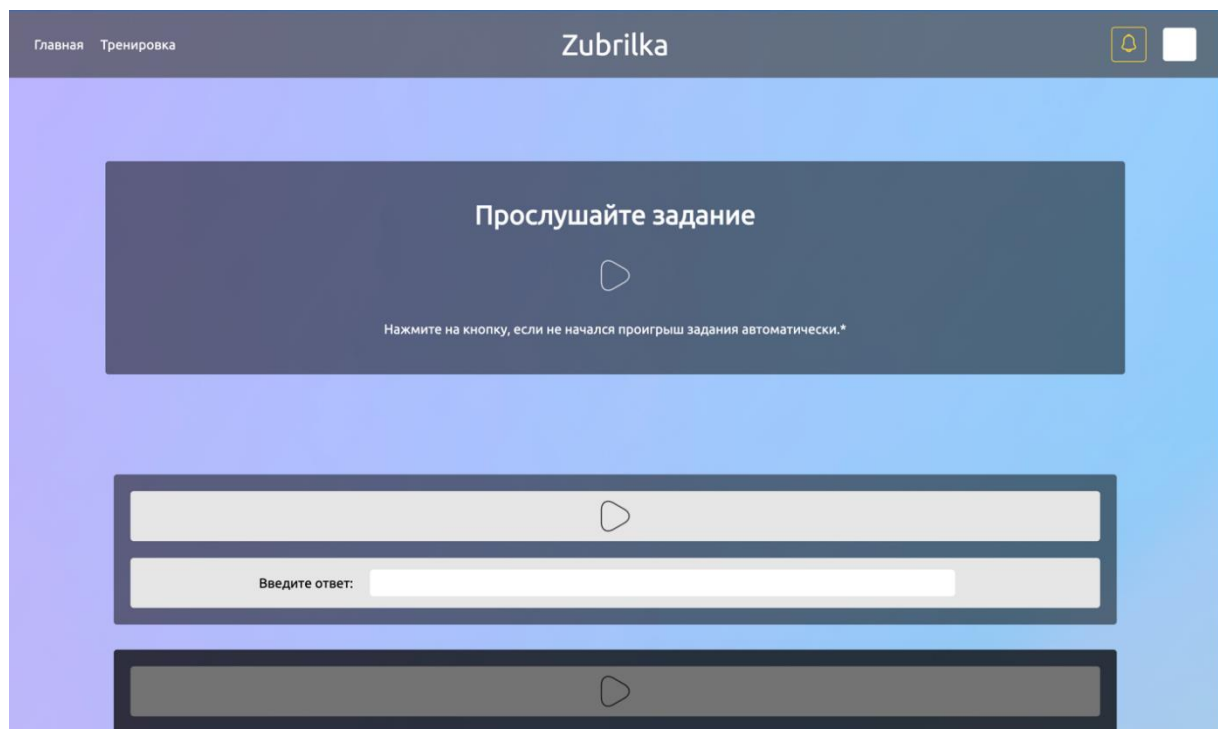 Главная Тренировка Zubrilka
Прослушайте задание
Нажмите на кнопку, если не начался проигрыш задания автоматически.*
Введите ответ: